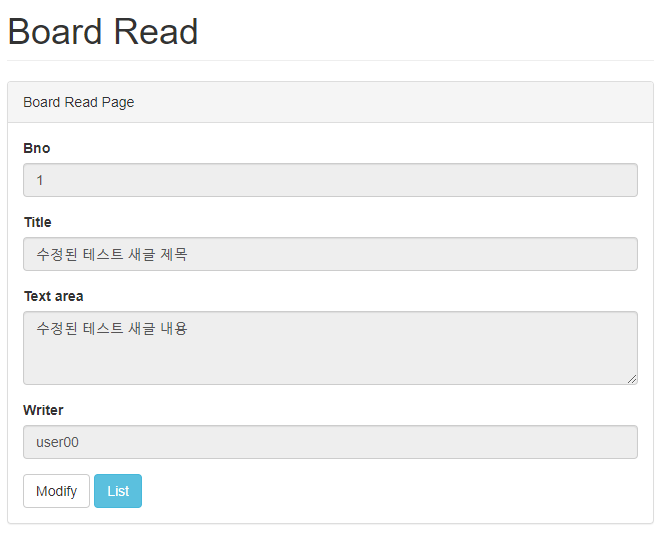 Board Read
Board Read Page
Bno
1
Title
수정된 테스트 새글 제목
Text area
수정된 테스트 새글 내용
Writer
user00
Modify List